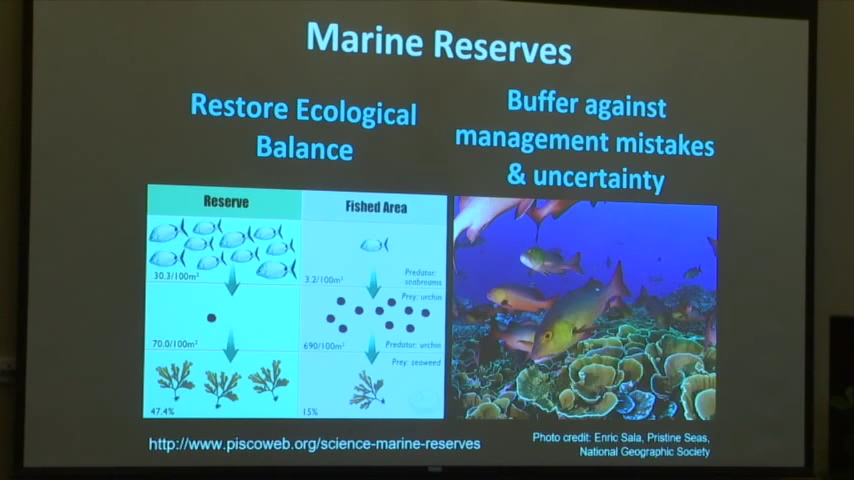 Marine Reserves
Restore Ecological
Balance
Buffer against
management mistakes
& uncertainty
Reserve
Fished Area
30.3/100m²
3.2/100m²
Predator:
seabreams
Prey: urchin
70.0/100m²
690/100m²
Predator: urchin
Prey: seaweed
47.4%
15%
http://www.piscoweb.org/science-marine-reserves
Photo credit: Enric Sala, Pristine Seas,
National Geographic Society